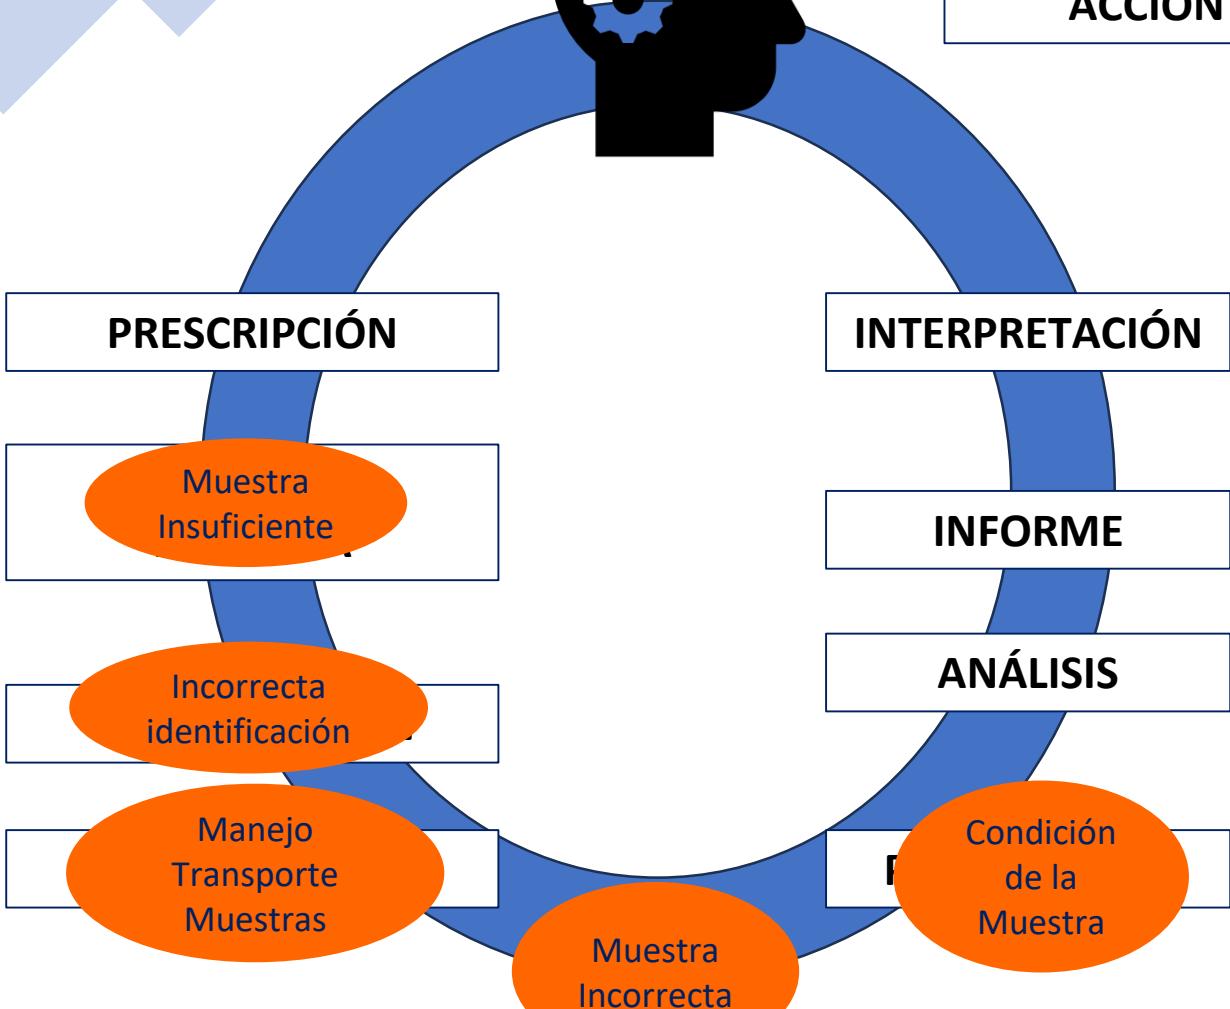 ACCIÓN
PRESCRIPCIÓN
INTERPRETACIÓN
Muestra
Insuficiente
INFORME
Incorrecta
identificación
ANÁLISIS
Manejo
Transporte
Muestras
Condición
de la
Muestra
Muestra
Incorrecta